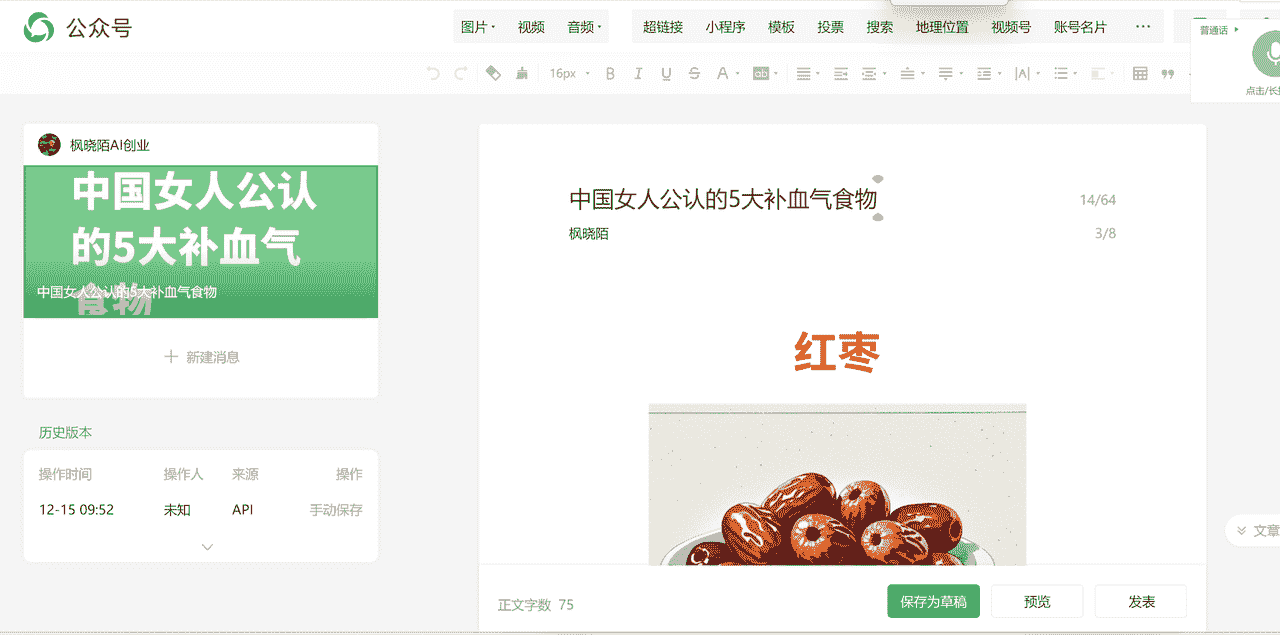 公众号
图片 视频 音频 超链接 小程序 模板 投票 搜索 地理位置 视频号 账号名片 ···
普通话
16px B I U S A ab |A|
点击/长
枫晓陌AI创业
中国女人公认
的5大补血气
食物
中国女人公认的5大补血气食物
新建消息
历史版本
操作时间 操作人 来源 操作
12-15 09:52 未知 API 手动保存
中国女人公认的5大补血气食物 14/64
枫晓陌 3/8
红枣
文章
正文字数 75
保存为草稿 预览 发表